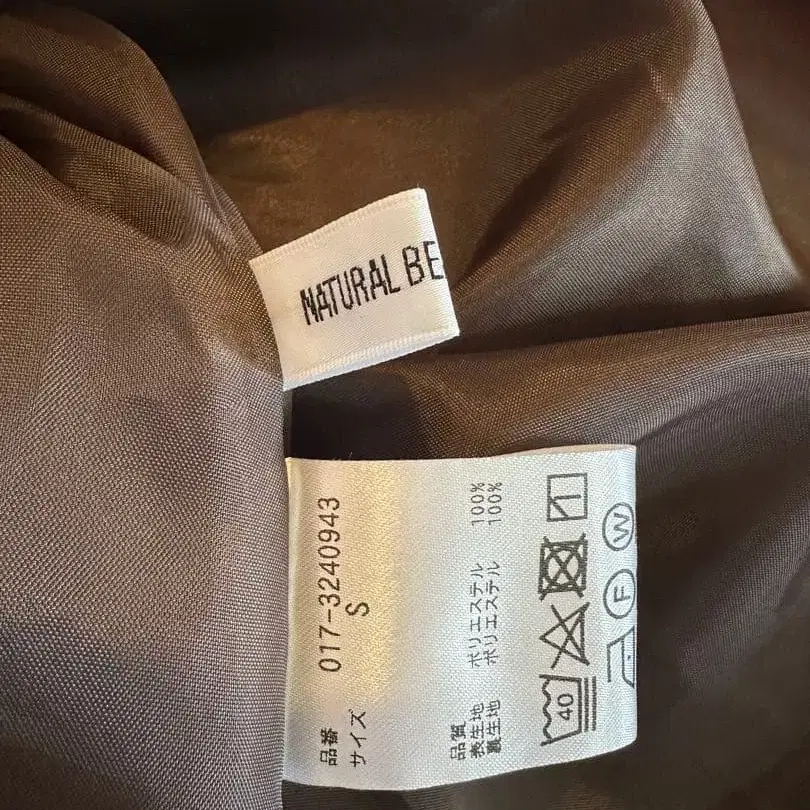 NATURAL BE
品番 017-3240943
サイズ S
品質
表生地 ポリエステル 100%
裏生地 ポリエステル 100%
40
F
W